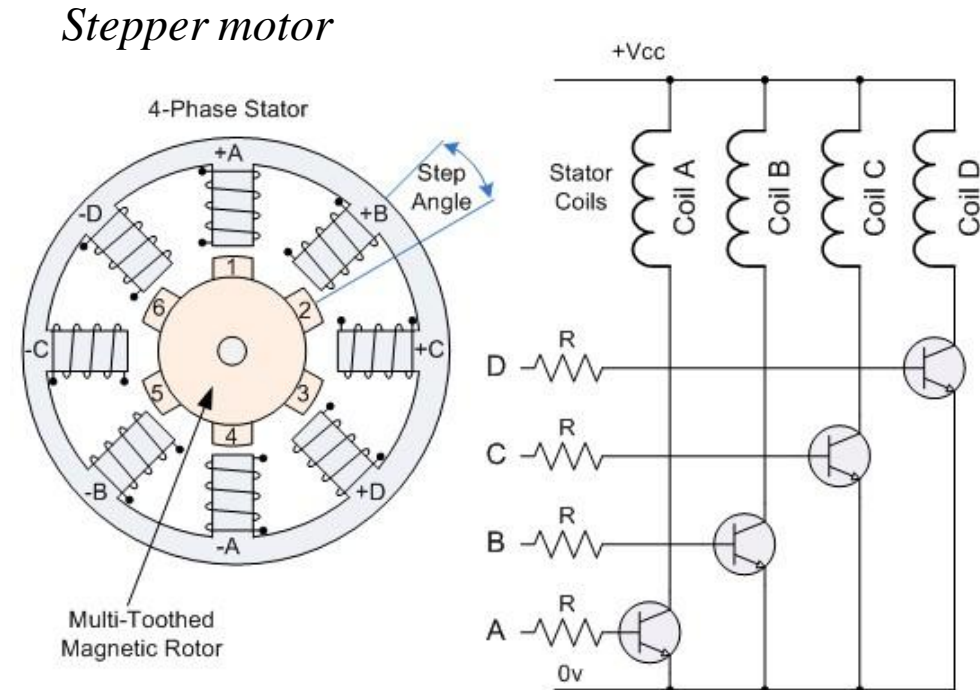 Stepper motor
4-Phase Stator
+A
-D
+B
Step
Angle
1
6
2
-C
+C
5
3
4
-B
+D
-A
Multi-Toothed
Magnetic Rotor
+Vcc
Stator
Coils
Coil A
Coil B
Coil C
Coil D
R
D
R
C
R
B
R
A
0v